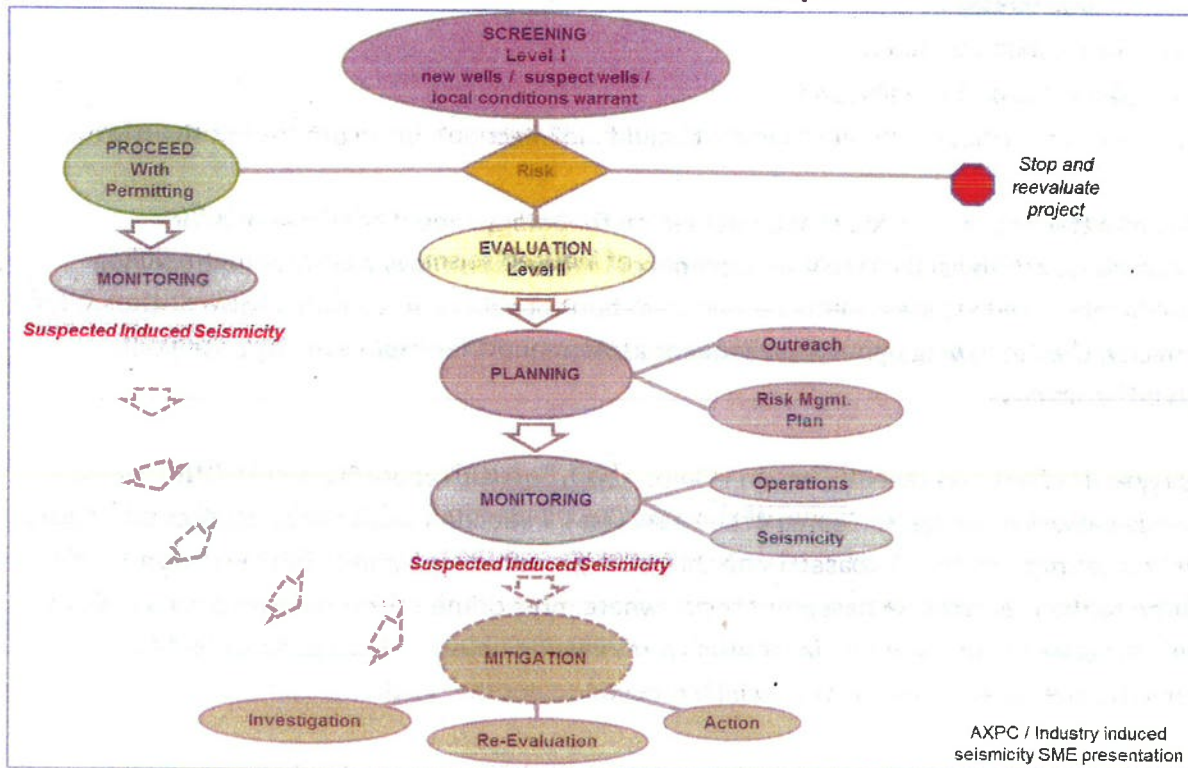 SCREENING
Level I
new wells / suspect wells /
local conditions warrant
PROCEED
With
Permitting
Risk
Stop and
reevaluate
project
EVALUATION
Level II
MONITORING
Suspected Induced Seismicity
PLANNING
Outreach
Risk Mgmt.
Plan
MONITORING
Operations
Seismicity
Suspected Induced Seismicity
MITIGATION
Investigation
Re-Evaluation
Action
AXPC / Industry induced
seismicity SME presentation